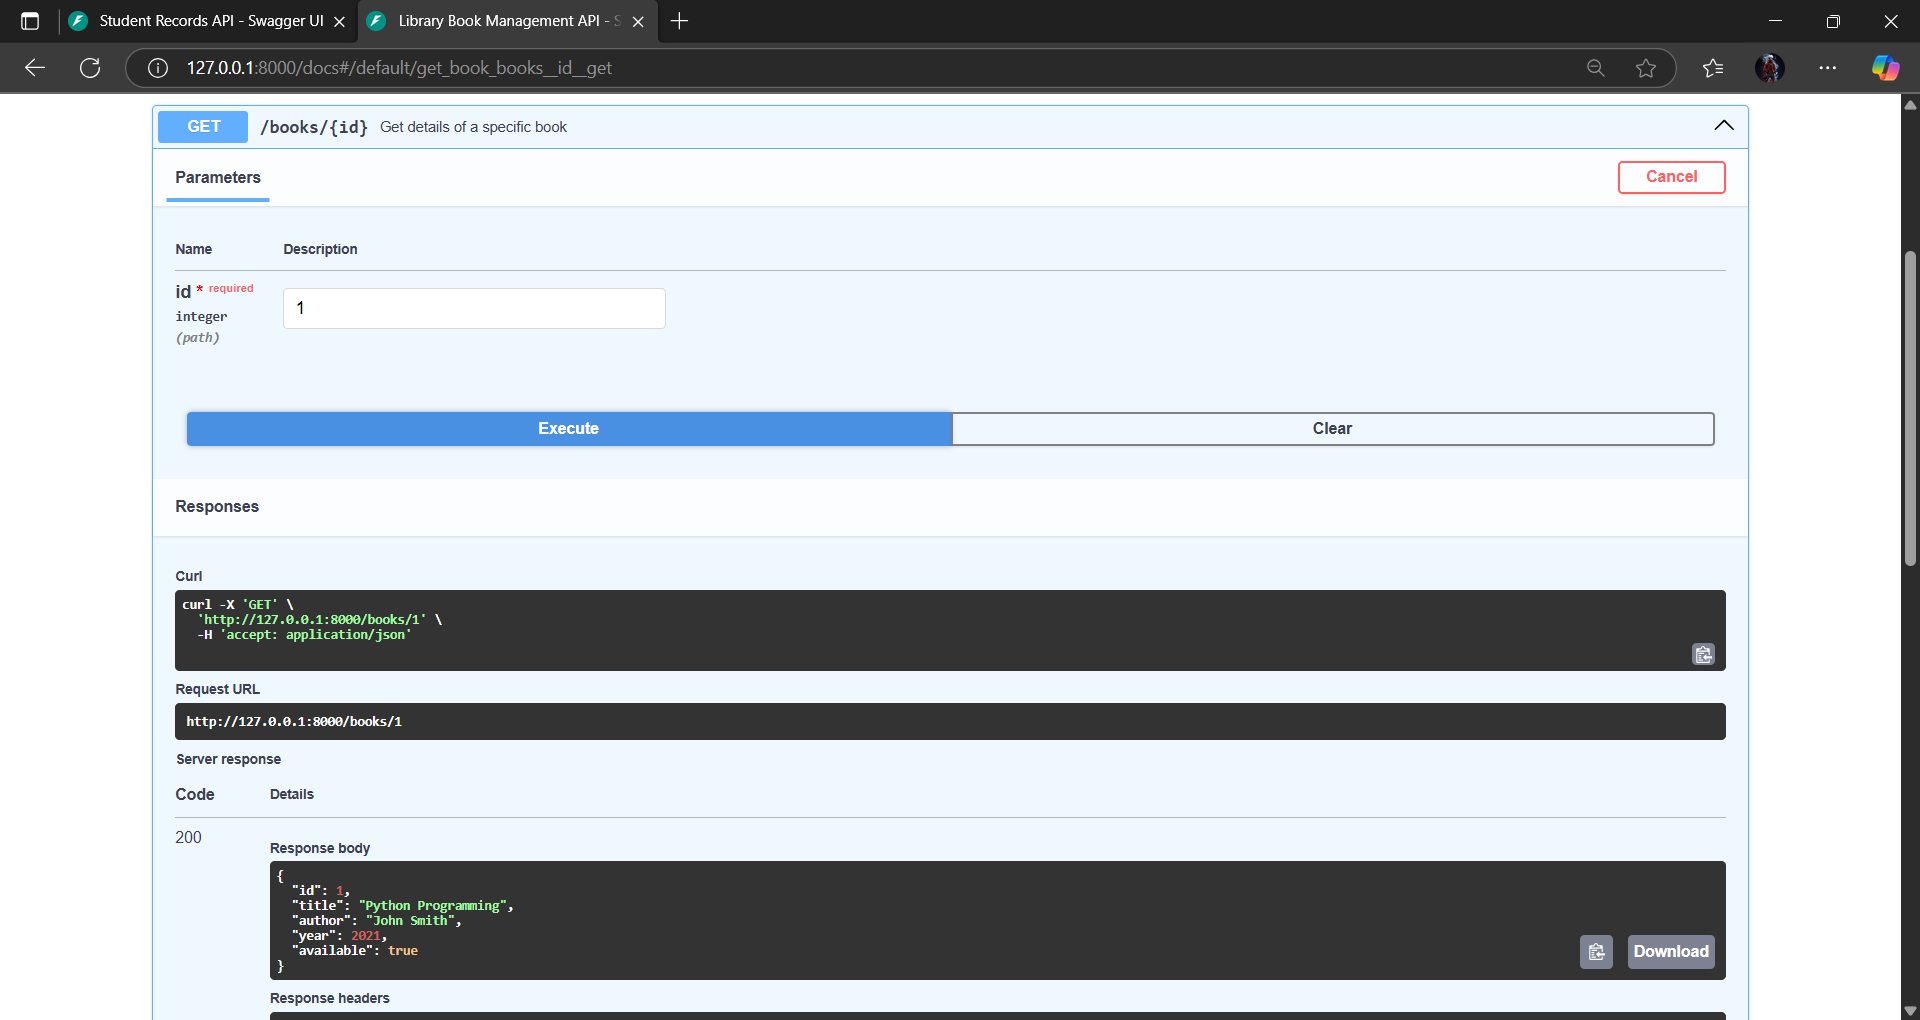 Student Records API - Swagger UI
Library Book Management API - S
127.0.0.1:8000/docs#/default/get_book_books__id__get
GET /books/{id} Get details of a specific book
Parameters
Cancel
Name Description
id * required
integer
(path)
1
Execute
Clear
Responses
Curl
curl -X 'GET' \
'http://127.0.0.1:8000/books/1' \
-H 'accept: application/json'
Request URL
http://127.0.0.1:8000/books/1
Server response
Code Details
200
Response body
{
"id": 1,
"title": "Python Programming",
"author": "John Smith",
"year": 2021,
"available": true
}
Download
Response headers